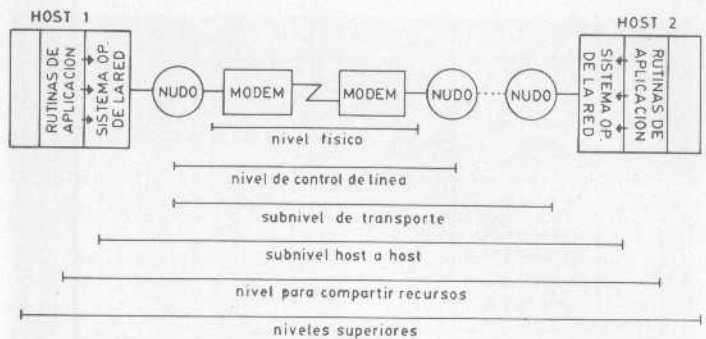 HOST 1
HOST 2
RUTINAS DE
APLICACION
SISTEMA OP.
DE LA RED
NUDO
MODEM
MODEM
NUDO
NUDO
SISTEMA OP.
DE LA RED
RUTINAS DE
APLICACION
nivel físico
nivel de control de línea
subnivel de transporte
subnivel host a host
nivel para compartir recursos
niveles superiores